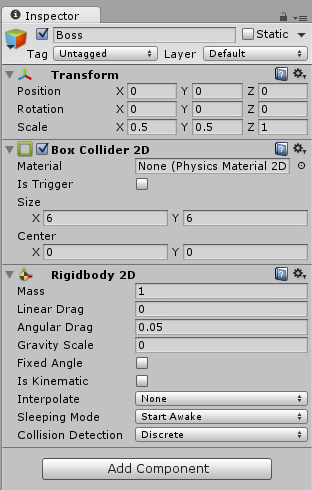 Inspector
Boss Static
Tag Untagged Layer Default
Transform
Position X 0 Y 0 Z 0
Rotation X 0 Y 0 Z 0
Scale X 0.5 Y 0.5 Z 1
Box Collider 2D
Material None (Physics Material 2D
Is Trigger
Size
X 6 Y 6
Center
X 0 Y 0
Rigidbody 2D
Mass 1
Linear Drag 0
Angular Drag 0.05
Gravity Scale 0
Fixed Angle
Is Kinematic
Interpolate None
Sleeping Mode Start Awake
Collision Detection Discrete
Add Component